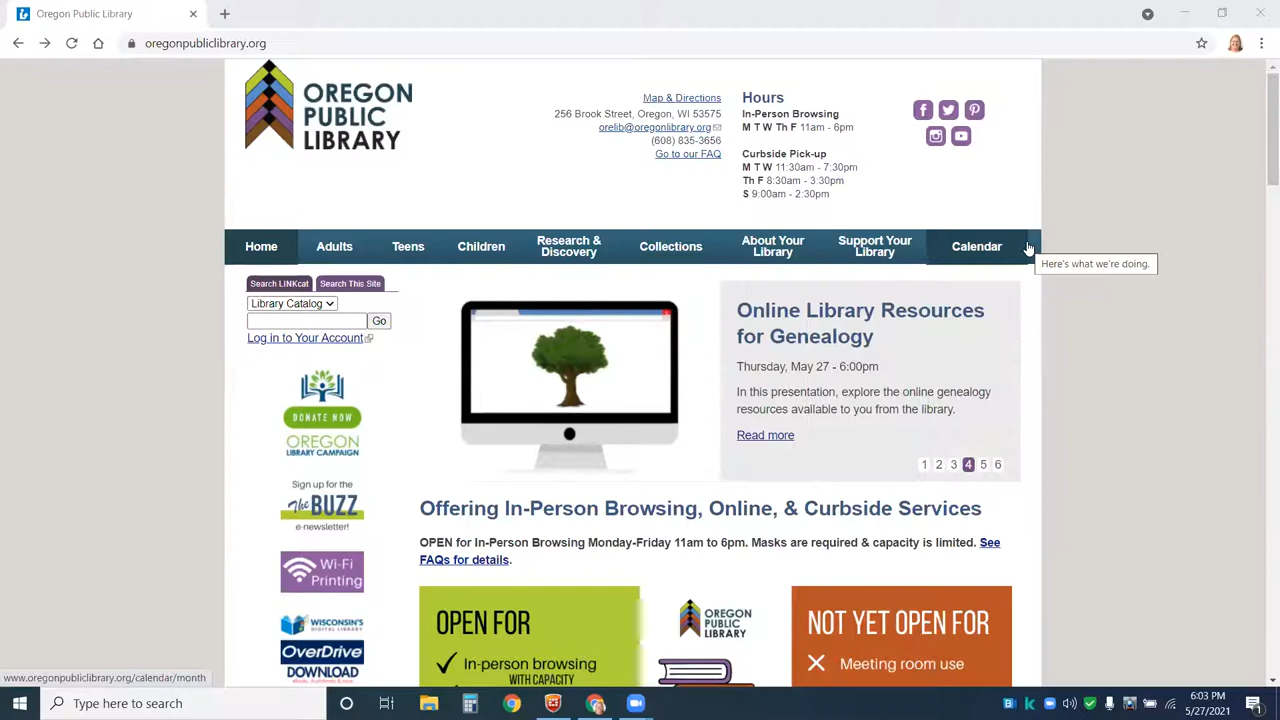 Oregon Public Library
oregonpubliclibrary.org
OREGON
PUBLIC
LIBRARY
Map & Directions
256 Brook Street, Oregon, WI 53575
orelib@oregonlibrary.org
(608) 835-3656
Go to our FAQ
Hours
In-Person Browsing
M T W Th F 11am - 6pm
Curbside Pick-up
M T W 11:30am - 7:30pm
Th F 8:30am - 3:30pm
S 9:00am - 2:30pm
Home
Adults
Teens
Children
Research &
Discovery
Collections
About Your
Library
Support Your
Library
Calendar
Here's what we're doing.
Search LINKcat
Search This Site
Library Catalog
Go
Log in to Your Account
DONATE NOW
OREGON
LIBRARY CAMPAIGN
Sign up for the
The BUZZ
e-newsletter!
Wi-Fi
Printing
WISCONSIN'S
DIGITAL LIBRARY
OverDrive
DOWNLOAD
Online Library Resources
for Genealogy
Thursday, May 27 - 6:00pm
In this presentation, explore the online genealogy
resources available to you from the library.
Read more
1 2 3 4 5 6
Offering In-Person Browsing, Online, & Curbside Services
OPEN for In-Person Browsing Monday-Friday 11am to 6pm. Masks are required & capacity is limited. See
FAQs for details.
OPEN FOR
In-person browsing
WITH CAPACITY
OREGON
PUBLIC
LIBRARY
NOT YET OPEN FOR
Meeting room use
www.oregonpubliclibrary.org/calendar/month
Type here to search
6:03 PM
5/27/2021